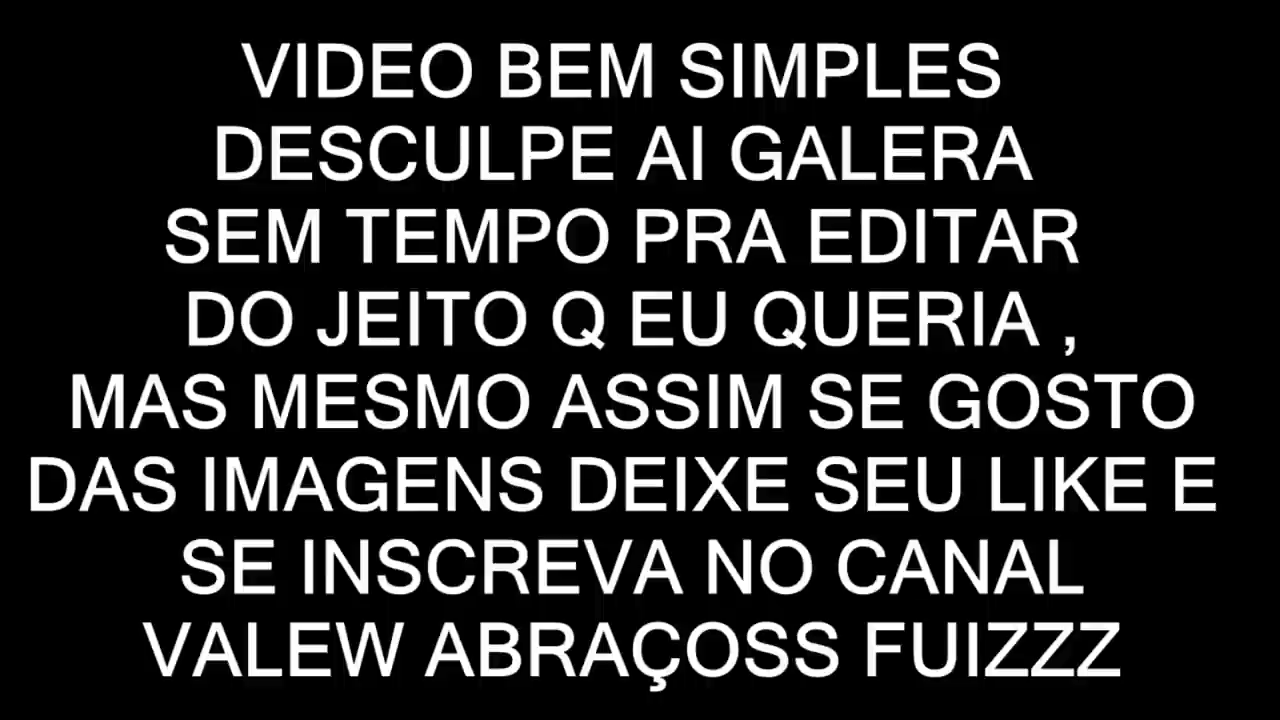 VIDEO BEM SIMPLES
DESCULPE AI GALERA
SEM TEMPO PRA EDITAR
DO JEITO Q EU QUERIA ,
MAS MESMO ASSIM SE GOSTO
DAS IMAGENS DEIXE SEU LIKE E
SE INSCREVA NO CANAL
VALEW ABRAÇOSS FUIZZZ